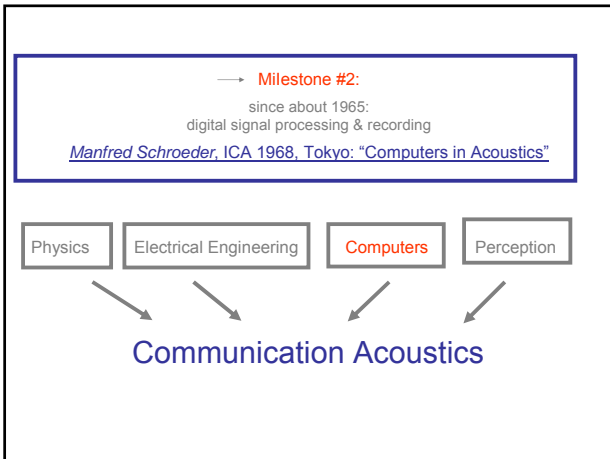 Milestone #2:
since about 1965:
digital signal processing & recording
Manfred Schroeder, ICA 1968, Tokyo: “Computers in Acoustics”
Physics
Electrical Engineering
Computers
Perception
Communication Acoustics